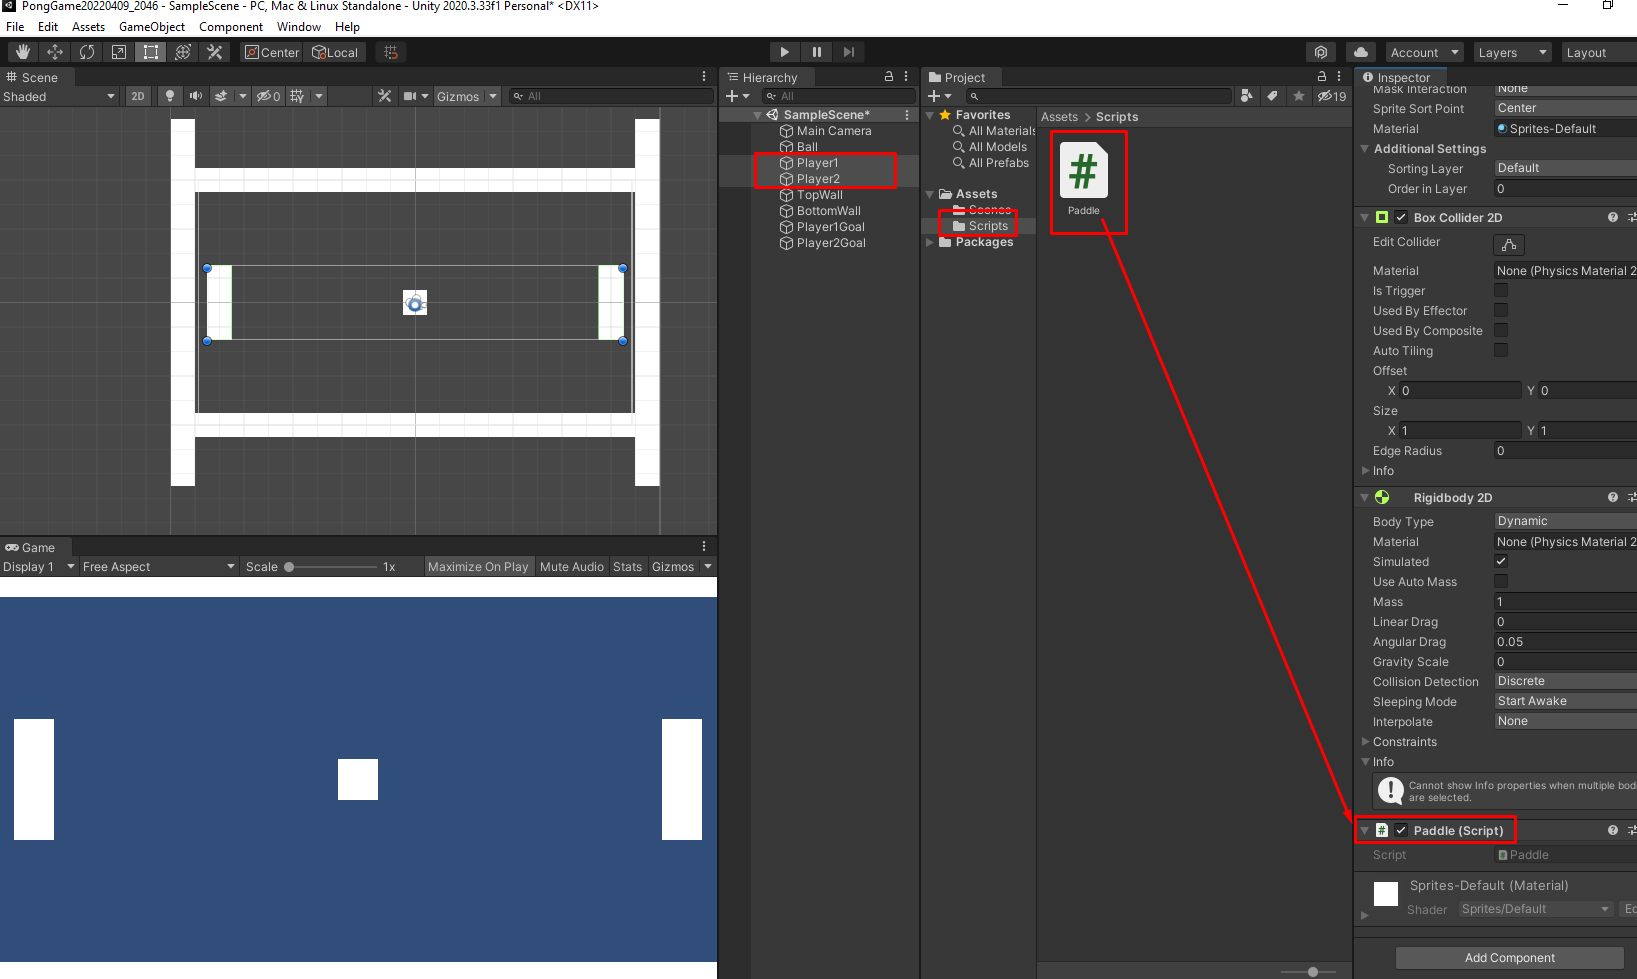 PongGame20220409_2046 - SampleScene - PC, Mac & Linux Standalone - Unity 2020.3.33f1 Personal* <DX11>
File Edit Assets GameObject Component Window Help
Center Local Account Layers Layout
Scene
Shaded 2D 0 Gizmos All
Hierarchy
All
SampleScene*
Main Camera
Ball
Player1
Player2
TopWall
BottomWall
Player1Goal
Player2Goal
Project
19
Favorites
All Materials
All Models
All Prefabs
Assets
Scenes
Scripts
Packages
Assets > Scripts
#
Paddle
Inspector
Mask Interaction None
Sprite Sort Point Center
Material Sprites-Default
Additional Settings
Sorting Layer Default
Order in Layer 0
Box Collider 2D
Edit Collider
Material None (Physics Material 2
Is Trigger
Used By Effector
Used By Composite
Auto Tiling
Offset
X 0 Y 0
Size
X 1 Y 1
Edge Radius 0
Info
Rigidbody 2D
Body Type Dynamic
Material None (Physics Material 2
Simulated
Use Auto Mass
Mass 1
Linear Drag 0
Angular Drag 0.05
Gravity Scale 0
Collision Detection Discrete
Sleeping Mode Start Awake
Interpolate None
Constraints
Info
Cannot show Info properties when multiple bodi
are selected.
# Paddle (Script)
Script Paddle
Sprites-Default (Material)
Shader Sprites/Default Ed
Add Component
Game
Display 1 Free Aspect Scale 1x Maximize On Play Mute Audio Stats Gizmos